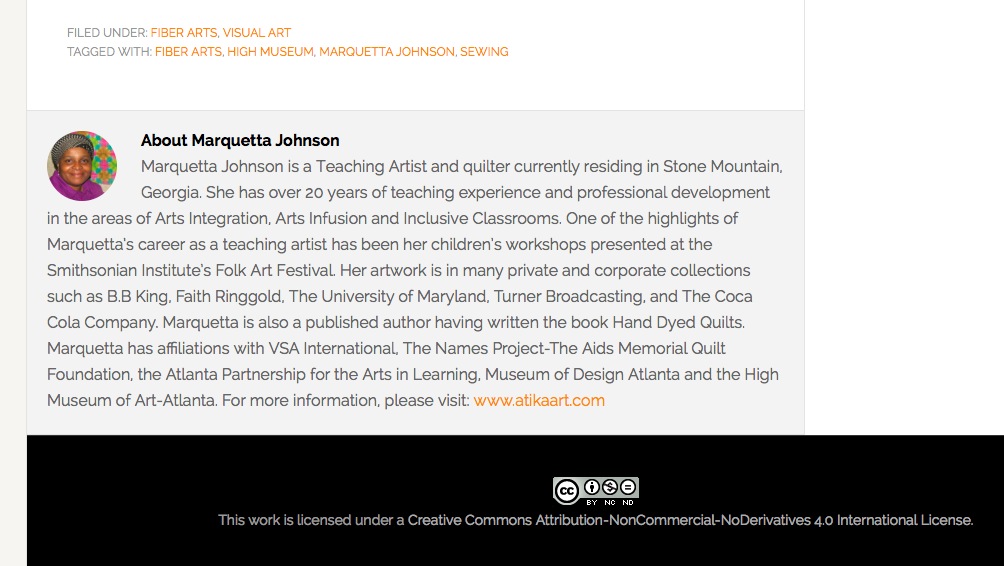 FILED UNDER: FIBER ARTS, VISUAL ART
TAGGED WITH: FIBER ARTS, HIGH MUSEUM, MARQUETTA JOHNSON, SEWING
About Marquetta Johnson
Marquetta Johnson is a Teaching Artist and quilter currently residing in Stone Mountain,
Georgia. She has over 20 years of teaching experience and professional development
in the areas of Arts Integration, Arts Infusion and Inclusive Classrooms. One of the highlights of
Marquetta's career as a teaching artist has been her children's workshops presented at the
Smithsonian Institute's Folk Art Festival. Her artwork is in many private and corporate collections
such as B.B King, Faith Ringgold, The University of Maryland, Turner Broadcasting, and The Coca
Cola Company. Marquetta is also a published author having written the book Hand Dyed Quilts.
Marquetta has affiliations with VSA International, The Names Project-The Aids Memorial Quilt
Foundation, the Atlanta Partnership for the Arts in Learning, Museum of Design Atlanta and the High
Museum of Art-Atlanta. For more information, please visit: www.atikaart.com
cc
BY NC ND
This work is licensed under a Creative Commons Attribution-NonCommercial-NoDerivatives 4.0 International License.